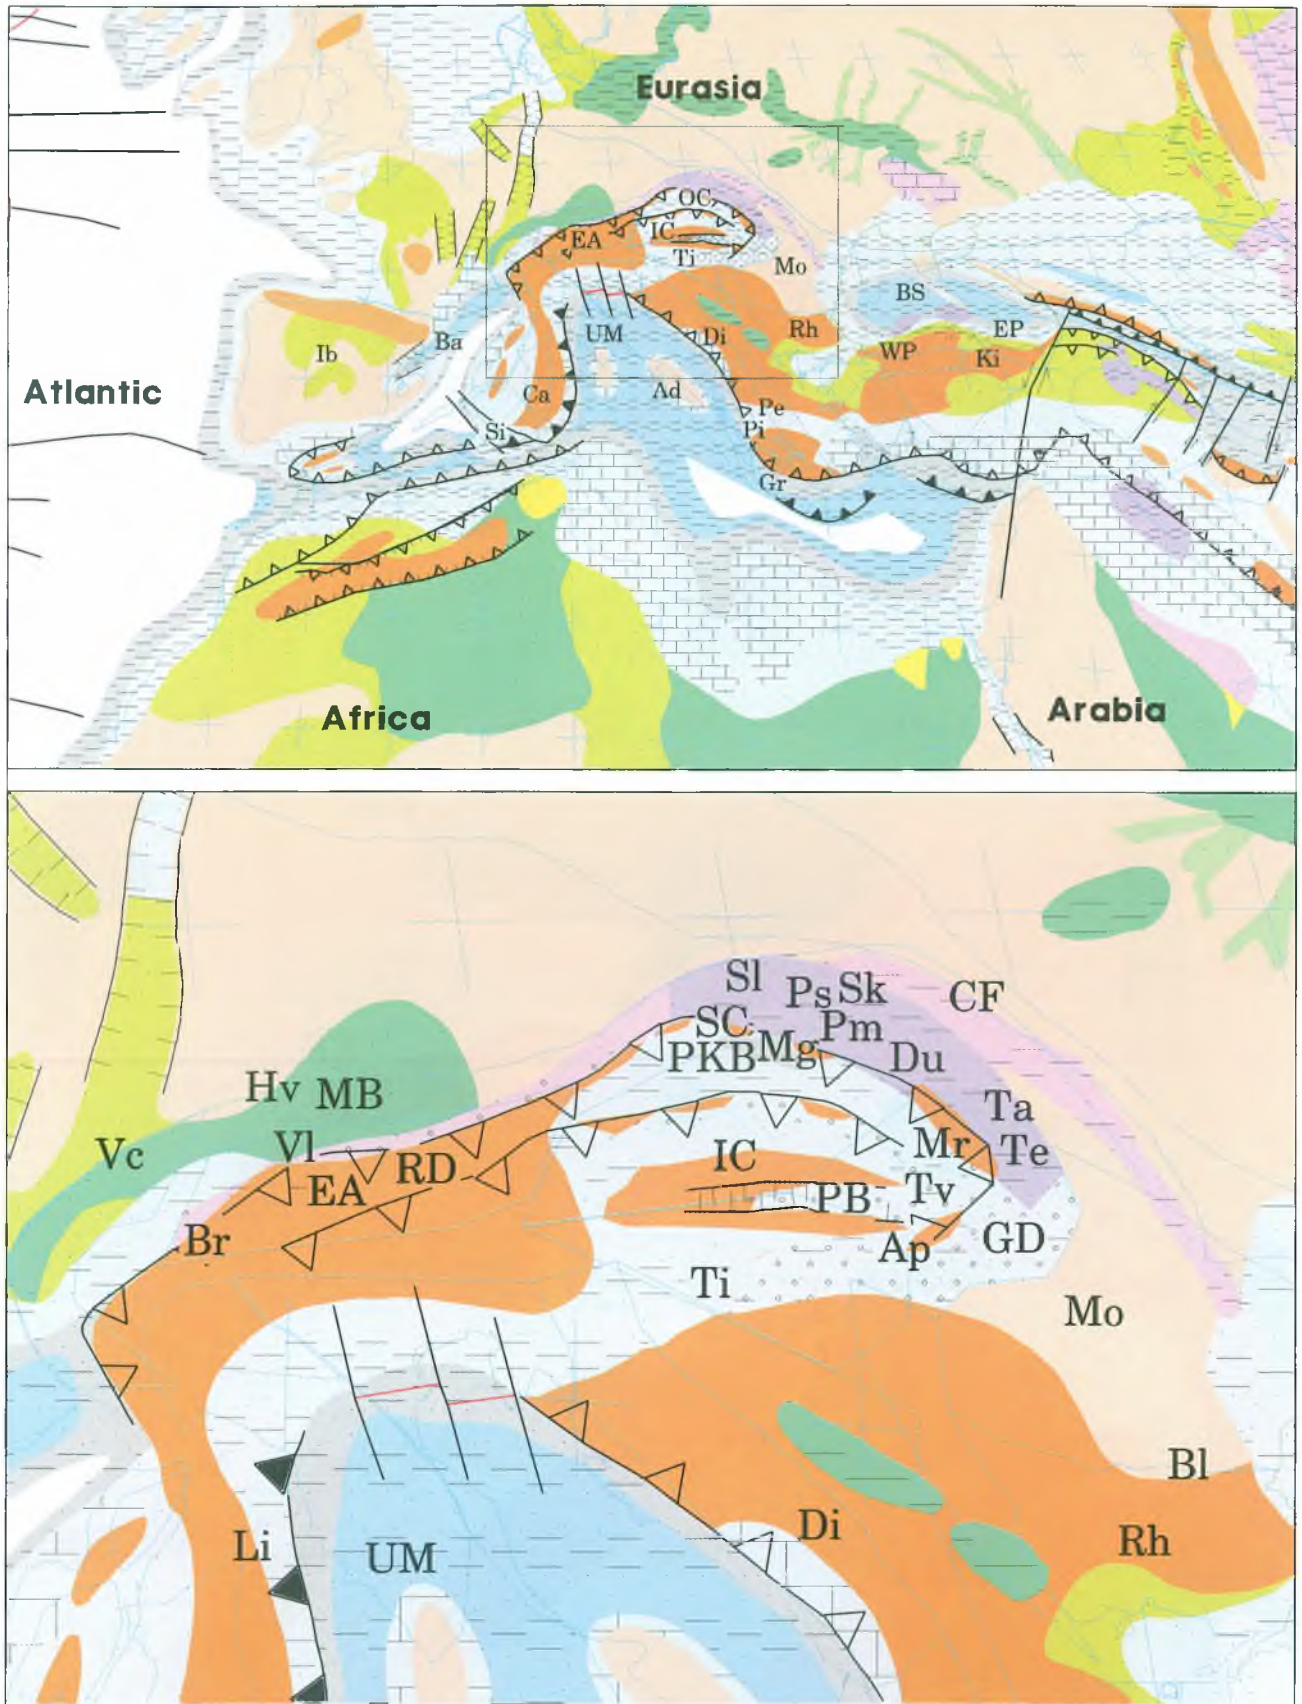 Eurasia
OC
EA
IC
Ti
Mo
BS
UM
Di
Rh
EP
Ib
Ba
WP
Ki
Atlantic
Ca
Ad
Pe
Si
Pi
Gr
Africa
Arabia
Sl
Ps
Sk
CF
SC
Pm
PKB
Mg
Du
Hv
MB
Ta
Vc
Vl
RD
IC
Mr
Te
EA
PB
Tv
Br
Ap
GD
Ti
Mo
Bl
Di
Li
UM
Rh